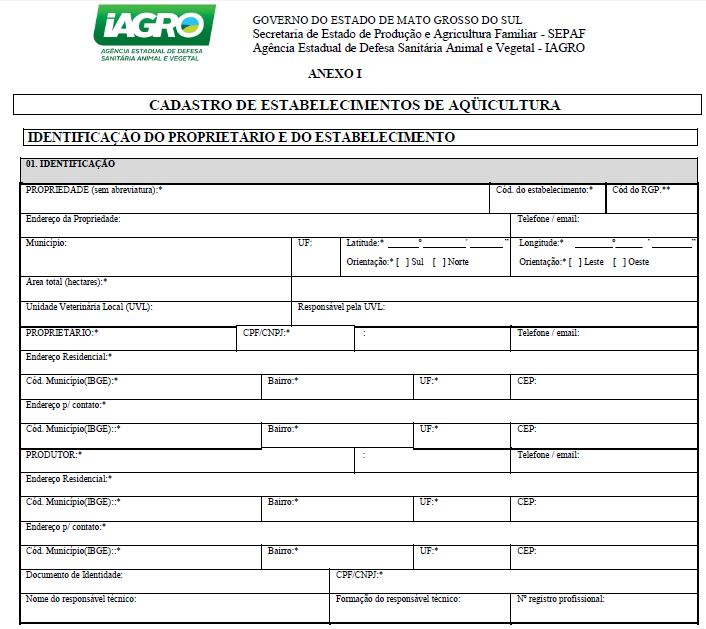 iAGRO
AGÊNCIA ESTADUAL DE DEFESA
SANITÁRIA ANIMAL E VEGETAL
GOVERNO DO ESTADO DE MATO GROSSO DO SUL
Secretaria de Estado de Produção e Agricultura Familiar - SEPAF
Agência Estadual de Defesa Sanitária Animal e Vegetal - IAGRO
ANEXO I
CADASTRO DE ESTABELECIMENTOS DE AQÜICULTURA
IDENTIFICAÇÃO DO PROPRIETÁRIO E DO ESTABELECIMENTO
01. IDENTIFICAÇÃO
PROPRIEDADE (sem abreviatura):* Cód. do estabelecimento:* Cód do RGP.**
Endereço da Propriedade: Telefone / email:
Município: UF: Latitude:* ______°______'______" Longitude:* ______°______'______"
Orientação:* [ ] Sul [ ] Norte Orientação:* [ ] Leste [ ] Oeste
Área total (hectares):*
Unidade Veterinária Local (UVL): Responsável pela UVL:
PROPRIETÁRIO:* CPF/CNPJ:* : Telefone / email:
Endereço Residencial:*
Cód. Município(IBGE):* Bairro:* UF:* CEP:
Endereço p/ contato:*
Cód. Município(IBGE)::* Bairro:* UF:* CEP:
PRODUTOR:* : Telefone / email:
Endereço Residencial:*
Cód. Município(IBGE)::* Bairro:* UF:* CEP:
Endereço p/ contato:*
Cód. Município(IBGE)::* Bairro:* UF:* CEP:
Documento de Identidade: CPF/CNPJ:*
Nome do responsável técnico: Formação do responsável técnico: Nº registro profissional: